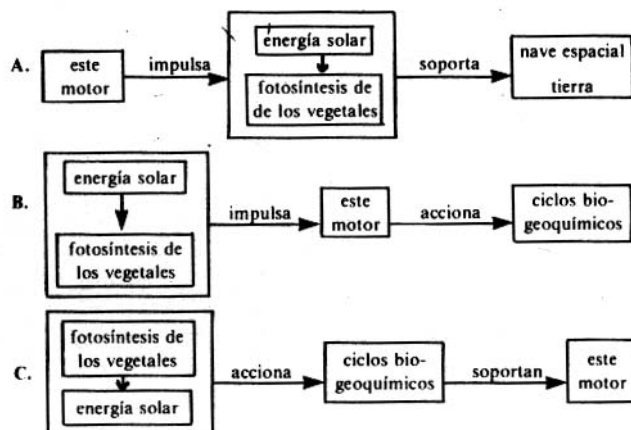 A.
este
motor
impulsa
energía solar
fotosíntesis de
de los vegetales
soporta
nave espacial
tierra
B.
energía solar
fotosíntesis de
los vegetales
impulsa
este
motor
acciona
ciclos bio-
geoquímicos
C.
fotosíntesis de
los vegetales
energía solar
acciona
ciclos bio-
geoquímicos
soportan
este
motor